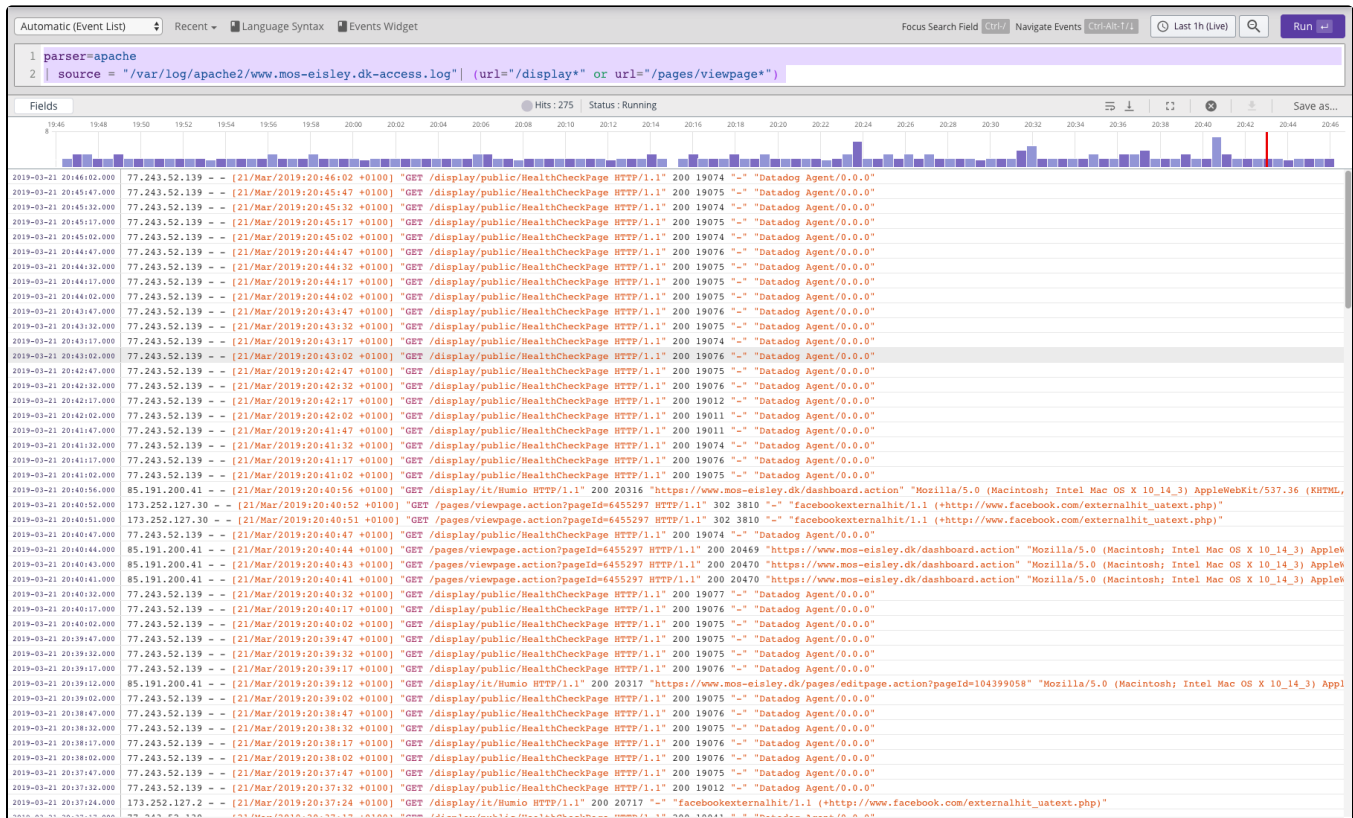 Automatic (Event List) Recent Language Syntax Events Widget Focus Search Field Ctrl-/ Navigate Events Ctrl-Alt-↑/↓ Last 1h (Live) Run
1 parser=apache
2 | source = "/var/log/apache2/www.mos-eisley.dk-access.log"| (url="/display*" or url="/pages/viewpage*")
Fields Hits : 275 Status : Running Save as...
19:46 19:48 19:50 19:52 19:54 19:56 19:58 20:00 20:02 20:04 20:06 20:08 20:10 20:12 20:14 20:16 20:18 20:20 20:22 20:24 20:26 20:28 20:30 20:32 20:34 20:36 20:38 20:40 20:42 20:44 20:46
8
2019-03-21 20:46:02.000 77.243.52.139 - - [21/Mar/2019:20:46:02 +0100] "GET /display/public/HealthCheckPage HTTP/1.1" 200 19074 "-" "Datadog Agent/0.0.0"
2019-03-21 20:45:47.000 77.243.52.139 - - [21/Mar/2019:20:45:47 +0100] "GET /display/public/HealthCheckPage HTTP/1.1" 200 19075 "-" "Datadog Agent/0.0.0"
2019-03-21 20:45:32.000 77.243.52.139 - - [21/Mar/2019:20:45:32 +0100] "GET /display/public/HealthCheckPage HTTP/1.1" 200 19074 "-" "Datadog Agent/0.0.0"
2019-03-21 20:45:17.000 77.243.52.139 - - [21/Mar/2019:20:45:17 +0100] "GET /display/public/HealthCheckPage HTTP/1.1" 200 19075 "-" "Datadog Agent/0.0.0"
2019-03-21 20:45:02.000 77.243.52.139 - - [21/Mar/2019:20:45:02 +0100] "GET /display/public/HealthCheckPage HTTP/1.1" 200 19074 "-" "Datadog Agent/0.0.0"
2019-03-21 20:44:47.000 77.243.52.139 - - [21/Mar/2019:20:44:47 +0100] "GET /display/public/HealthCheckPage HTTP/1.1" 200 19076 "-" "Datadog Agent/0.0.0"
2019-03-21 20:44:32.000 77.243.52.139 - - [21/Mar/2019:20:44:32 +0100] "GET /display/public/HealthCheckPage HTTP/1.1" 200 19075 "-" "Datadog Agent/0.0.0"
2019-03-21 20:44:17.000 77.243.52.139 - - [21/Mar/2019:20:44:17 +0100] "GET /display/public/HealthCheckPage HTTP/1.1" 200 19075 "-" "Datadog Agent/0.0.0"
2019-03-21 20:44:02.000 77.243.52.139 - - [21/Mar/2019:20:44:02 +0100] "GET /display/public/HealthCheckPage HTTP/1.1" 200 19075 "-" "Datadog Agent/0.0.0"
2019-03-21 20:43:47.000 77.243.52.139 - - [21/Mar/2019:20:43:47 +0100] "GET /display/public/HealthCheckPage HTTP/1.1" 200 19076 "-" "Datadog Agent/0.0.0"
2019-03-21 20:43:32.000 77.243.52.139 - - [21/Mar/2019:20:43:32 +0100] "GET /display/public/HealthCheckPage HTTP/1.1" 200 19075 "-" "Datadog Agent/0.0.0"
2019-03-21 20:43:17.000 77.243.52.139 - - [21/Mar/2019:20:43:17 +0100] "GET /display/public/HealthCheckPage HTTP/1.1" 200 19074 "-" "Datadog Agent/0.0.0"
2019-03-21 20:43:02.000 77.243.52.139 - - [21/Mar/2019:20:43:02 +0100] "GET /display/public/HealthCheckPage HTTP/1.1" 200 19076 "-" "Datadog Agent/0.0.0"
2019-03-21 20:42:47.000 77.243.52.139 - - [21/Mar/2019:20:42:47 +0100] "GET /display/public/HealthCheckPage HTTP/1.1" 200 19075 "-" "Datadog Agent/0.0.0"
2019-03-21 20:42:32.000 77.243.52.139 - - [21/Mar/2019:20:42:32 +0100] "GET /display/public/HealthCheckPage HTTP/1.1" 200 19076 "-" "Datadog Agent/0.0.0"
2019-03-21 20:42:17.000 77.243.52.139 - - [21/Mar/2019:20:42:17 +0100] "GET /display/public/HealthCheckPage HTTP/1.1" 200 19012 "-" "Datadog Agent/0.0.0"
2019-03-21 20:42:02.000 77.243.52.139 - - [21/Mar/2019:20:42:02 +0100] "GET /display/public/HealthCheckPage HTTP/1.1" 200 19011 "-" "Datadog Agent/0.0.0"
2019-03-21 20:41:47.000 77.243.52.139 - - [21/Mar/2019:20:41:47 +0100] "GET /display/public/HealthCheckPage HTTP/1.1" 200 19011 "-" "Datadog Agent/0.0.0"
2019-03-21 20:41:32.000 77.243.52.139 - - [21/Mar/2019:20:41:32 +0100] "GET /display/public/HealthCheckPage HTTP/1.1" 200 19074 "-" "Datadog Agent/0.0.0"
2019-03-21 20:41:17.000 77.243.52.139 - - [21/Mar/2019:20:41:17 +0100] "GET /display/public/HealthCheckPage HTTP/1.1" 200 19076 "-" "Datadog Agent/0.0.0"
2019-03-21 20:41:02.000 77.243.52.139 - - [21/Mar/2019:20:41:02 +0100] "GET /display/public/HealthCheckPage HTTP/1.1" 200 19075 "-" "Datadog Agent/0.0.0"
2019-03-21 20:40:56.000 85.191.200.41 - - [21/Mar/2019:20:40:56 +0100] "GET /display/it/Humio HTTP/1.1" 200 20316 "https://www.mos-eisley.dk/dashboard.action" "Mozilla/5.0 (Macintosh; Intel Mac OS X 10_14_3) AppleWebKit/537.36 (KHTML,
2019-03-21 20:40:52.000 173.252.127.30 - - [21/Mar/2019:20:40:52 +0100] "GET /pages/viewpage.action?pageId=6455297 HTTP/1.1" 302 3810 "-" "facebookexternalhit/1.1 (+http://www.facebook.com/externalhit_uatext.php)"
2019-03-21 20:40:51.000 173.252.127.30 - - [21/Mar/2019:20:40:51 +0100] "GET /pages/viewpage.action?pageId=6455297 HTTP/1.1" 302 3810 "-" "facebookexternalhit/1.1 (+http://www.facebook.com/externalhit_uatext.php)"
2019-03-21 20:40:47.000 77.243.52.139 - - [21/Mar/2019:20:40:47 +0100] "GET /display/public/HealthCheckPage HTTP/1.1" 200 19074 "-" "Datadog Agent/0.0.0"
2019-03-21 20:40:44.000 85.191.200.41 - - [21/Mar/2019:20:40:44 +0100] "GET /pages/viewpage.action?pageId=6455297 HTTP/1.1" 200 20469 "https://www.mos-eisley.dk/dashboard.action" "Mozilla/5.0 (Macintosh; Intel Mac OS X 10_14_3) AppleW
2019-03-21 20:40:43.000 85.191.200.41 - - [21/Mar/2019:20:40:43 +0100] "GET /pages/viewpage.action?pageId=6455297 HTTP/1.1" 200 20470 "https://www.mos-eisley.dk/dashboard.action" "Mozilla/5.0 (Macintosh; Intel Mac OS X 10_14_3) AppleW
2019-03-21 20:40:41.000 85.191.200.41 - - [21/Mar/2019:20:40:41 +0100] "GET /pages/viewpage.action?pageId=6455297 HTTP/1.1" 200 20470 "https://www.mos-eisley.dk/dashboard.action" "Mozilla/5.0 (Macintosh; Intel Mac OS X 10_14_3) AppleW
2019-03-21 20:40:32.000 77.243.52.139 - - [21/Mar/2019:20:40:32 +0100] "GET /display/public/HealthCheckPage HTTP/1.1" 200 19077 "-" "Datadog Agent/0.0.0"
2019-03-21 20:40:17.000 77.243.52.139 - - [21/Mar/2019:20:40:17 +0100] "GET /display/public/HealthCheckPage HTTP/1.1" 200 19076 "-" "Datadog Agent/0.0.0"
2019-03-21 20:40:02.000 77.243.52.139 - - [21/Mar/2019:20:40:02 +0100] "GET /display/public/HealthCheckPage HTTP/1.1" 200 19075 "-" "Datadog Agent/0.0.0"
2019-03-21 20:39:47.000 77.243.52.139 - - [21/Mar/2019:20:39:47 +0100] "GET /display/public/HealthCheckPage HTTP/1.1" 200 19075 "-" "Datadog Agent/0.0.0"
2019-03-21 20:39:32.000 77.243.52.139 - - [21/Mar/2019:20:39:32 +0100] "GET /display/public/HealthCheckPage HTTP/1.1" 200 19075 "-" "Datadog Agent/0.0.0"
2019-03-21 20:39:17.000 77.243.52.139 - - [21/Mar/2019:20:39:17 +0100] "GET /display/public/HealthCheckPage HTTP/1.1" 200 19076 "-" "Datadog Agent/0.0.0"
2019-03-21 20:39:12.000 85.191.200.41 - - [21/Mar/2019:20:39:12 +0100] "GET /display/it/Humio HTTP/1.1" 200 20317 "https://www.mos-eisley.dk/pages/editpage.action?pageId=104399058" "Mozilla/5.0 (Macintosh; Intel Mac OS X 10_14_3) Appl
2019-03-21 20:39:02.000 77.243.52.139 - - [21/Mar/2019:20:39:02 +0100] "GET /display/public/HealthCheckPage HTTP/1.1" 200 19075 "-" "Datadog Agent/0.0.0"
2019-03-21 20:38:47.000 77.243.52.139 - - [21/Mar/2019:20:38:47 +0100] "GET /display/public/HealthCheckPage HTTP/1.1" 200 19076 "-" "Datadog Agent/0.0.0"
2019-03-21 20:38:32.000 77.243.52.139 - - [21/Mar/2019:20:38:32 +0100] "GET /display/public/HealthCheckPage HTTP/1.1" 200 19075 "-" "Datadog Agent/0.0.0"
2019-03-21 20:38:17.000 77.243.52.139 - - [21/Mar/2019:20:38:17 +0100] "GET /display/public/HealthCheckPage HTTP/1.1" 200 19076 "-" "Datadog Agent/0.0.0"
2019-03-21 20:38:02.000 77.243.52.139 - - [21/Mar/2019:20:38:02 +0100] "GET /display/public/HealthCheckPage HTTP/1.1" 200 19076 "-" "Datadog Agent/0.0.0"
2019-03-21 20:37:47.000 77.243.52.139 - - [21/Mar/2019:20:37:47 +0100] "GET /display/public/HealthCheckPage HTTP/1.1" 200 19075 "-" "Datadog Agent/0.0.0"
2019-03-21 20:37:32.000 77.243.52.139 - - [21/Mar/2019:20:37:32 +0100] "GET /display/public/HealthCheckPage HTTP/1.1" 200 19012 "-" "Datadog Agent/0.0.0"
2019-03-21 20:37:24.000 173.252.127.2 - - [21/Mar/2019:20:37:24 +0100] "GET /display/it/Humio HTTP/1.1" 200 20717 "-" "facebookexternalhit/1.1 (+http://www.facebook.com/externalhit_uatext.php)"